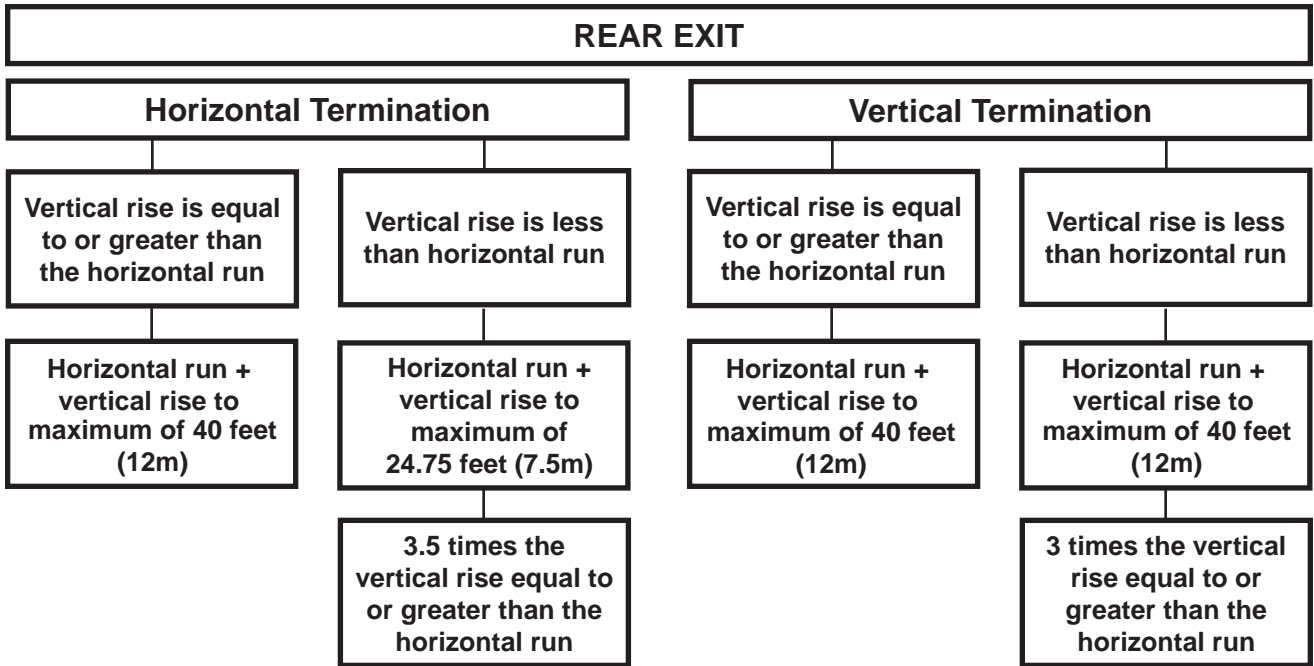 REAR EXIT
Horizontal Termination
Vertical rise is equal
to or greater than
the horizontal run
Horizontal run +
vertical rise to
maximum of 40 feet
(12m)
Vertical rise is less
than horizontal run
Horizontal run +
vertical rise to
maximum of
24.75 feet (7.5m)
3.5 times the
vertical rise equal to
or greater than the
horizontal run
Vertical Termination
Vertical rise is equal
to or greater than
the horizontal run
Horizontal run +
vertical rise to
maximum of 40 feet
(12m)
Vertical rise is less
than horizontal run
Horizontal run +
vertical rise to
maximum of 40 feet
(12m)
3 times the vertical
rise equal to or
greater than the
horizontal run